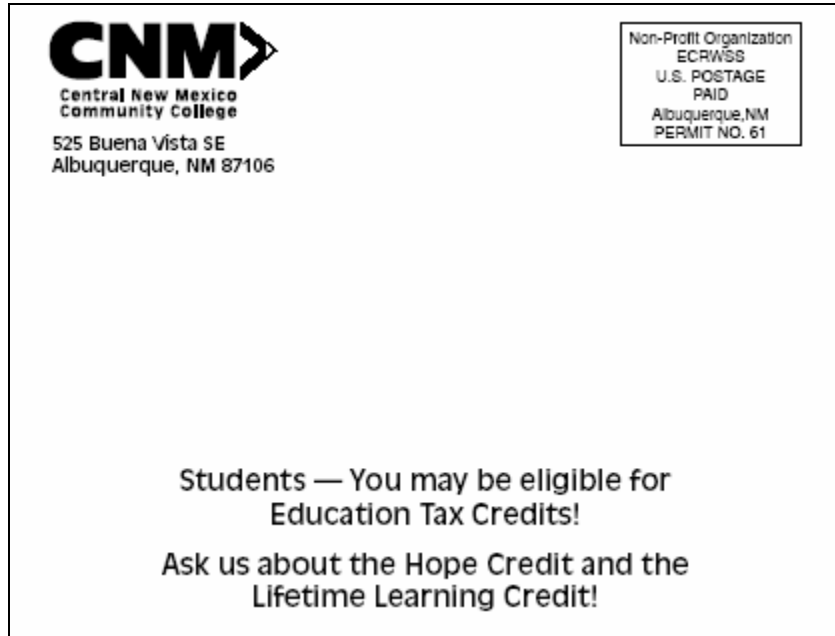 CNM
Central New Mexico
Community College
525 Buena Vista SE
Albuquerque, NM 87106
Non-Profit Organization
ECRWSS
U.S. POSTAGE
PAID
Albuquerque,NM
PERMIT NO. 61
Students — You may be eligible for
Education Tax Credits!
Ask us about the Hope Credit and the
Lifetime Learning Credit!